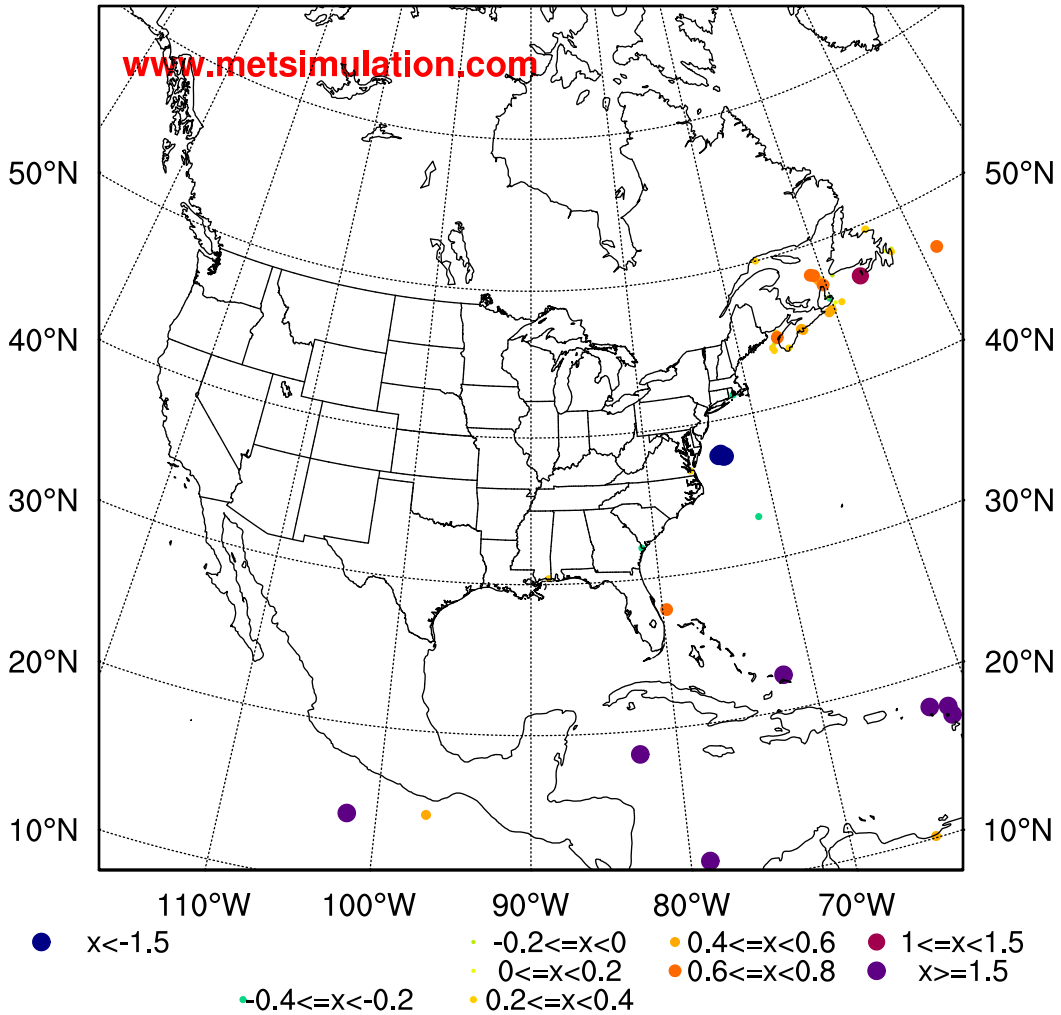 www.metsimulation.com
50°N 50°N
40°N 40°N
30°N 30°N
20°N 20°N
10°N 10°N
110°W 100°W 90°W 80°W 70°W
x<-1.5 -0.2<=x<0 0.4<=x<0.6 1<=x<1.5
0<=x<0.2 0.6<=x<0.8 x>=1.5
-0.4<=x<-0.2 0.2<=x<0.4